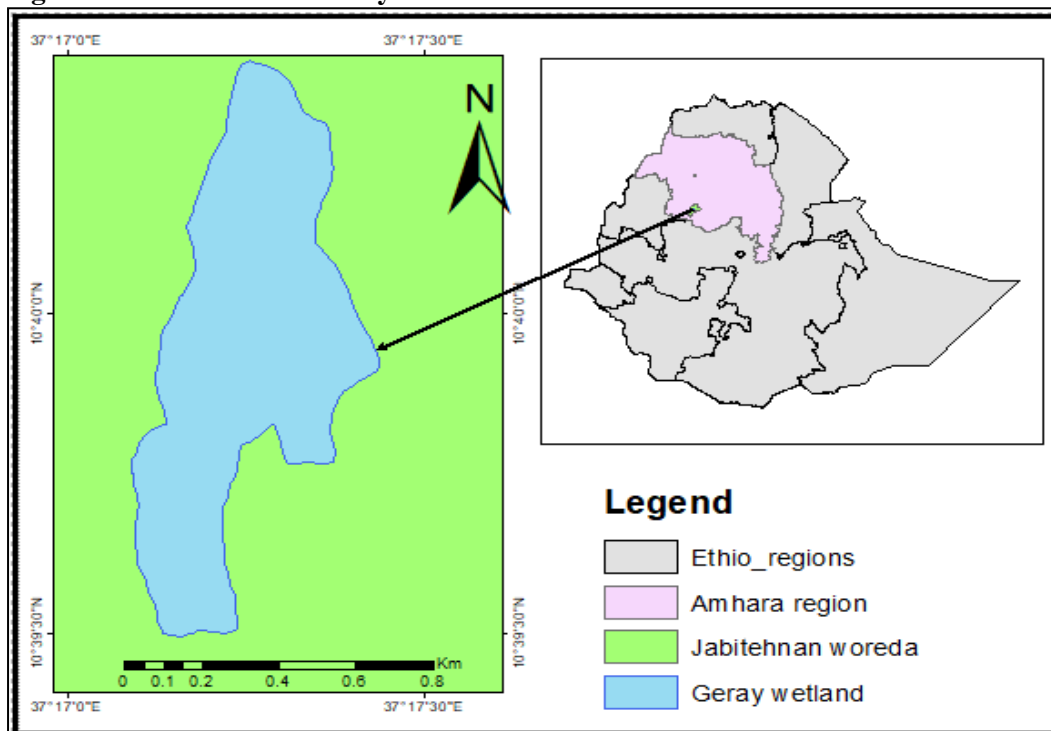 37°17'0"E
37°17'30"E
N
10°40'0"N
10°40'0"N
10°39'30"N
10°39'30"N
Km
0 0.1 0.2 0.4 0.6 0.8
37°17'0"E
37°17'30"E
Legend
Ethio_regions
Amhara region
Jabitehnan woreda
Geray wetland